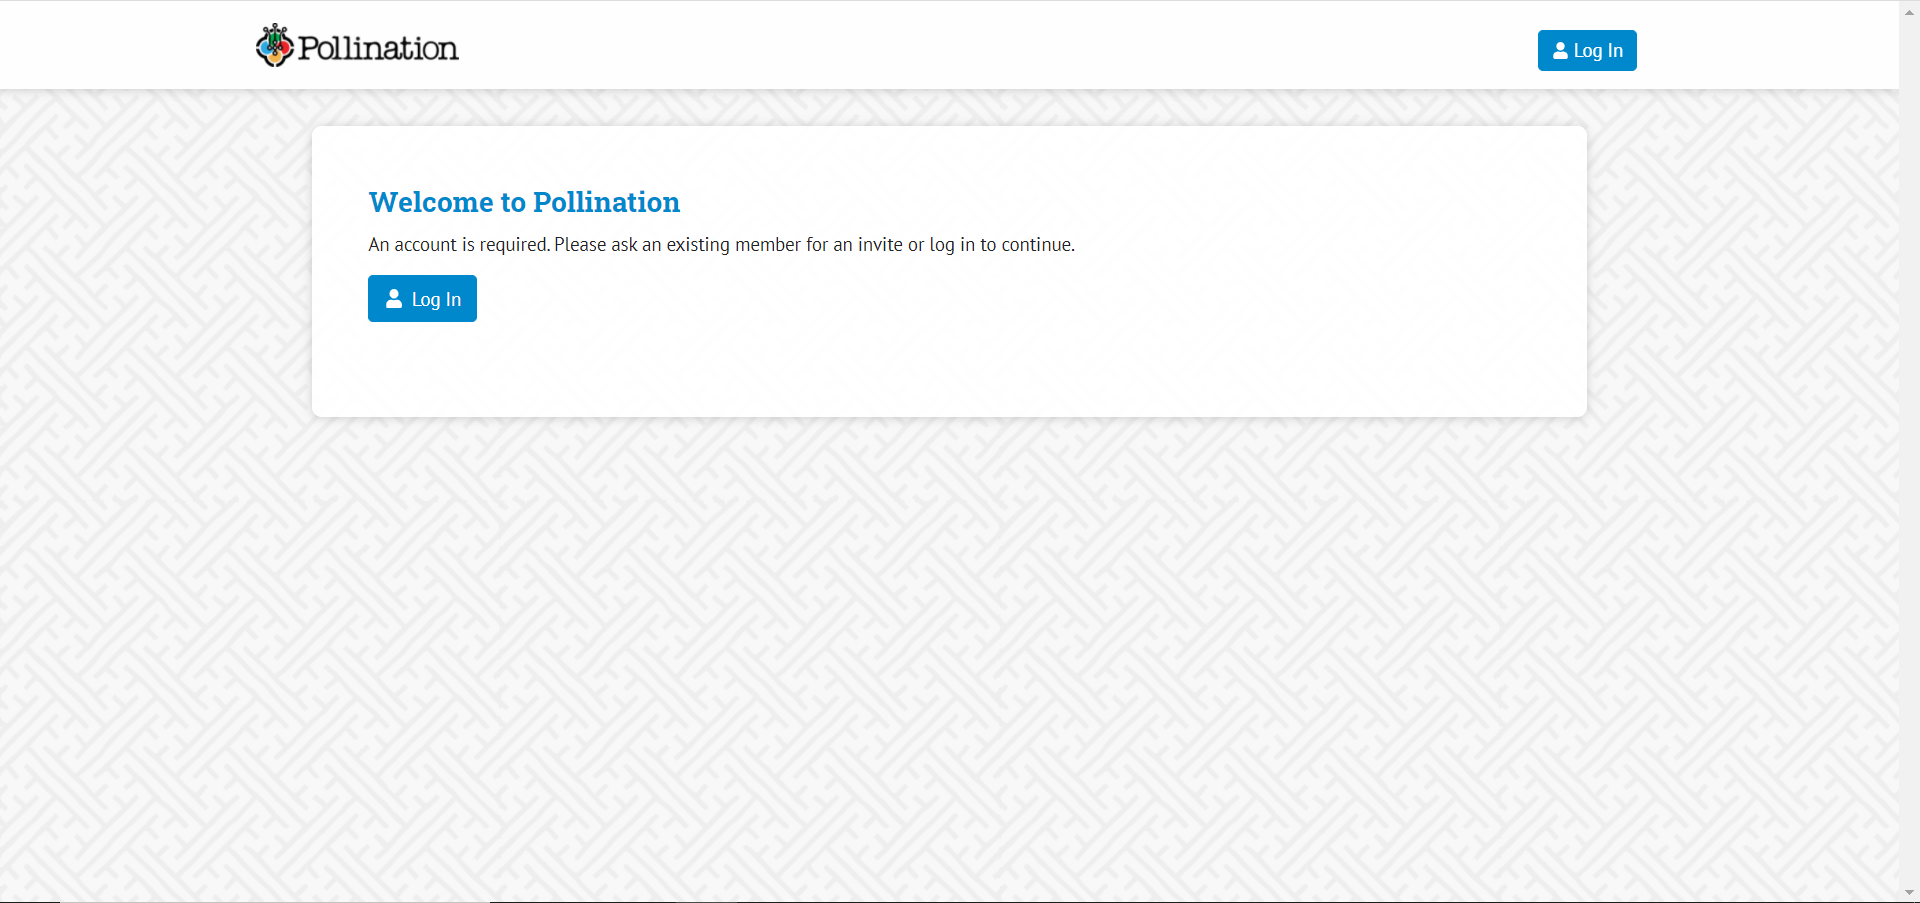 Pollination
Log In
Welcome to Pollination
An account is required. Please ask an existing member for an invite or log in to continue.
Log In